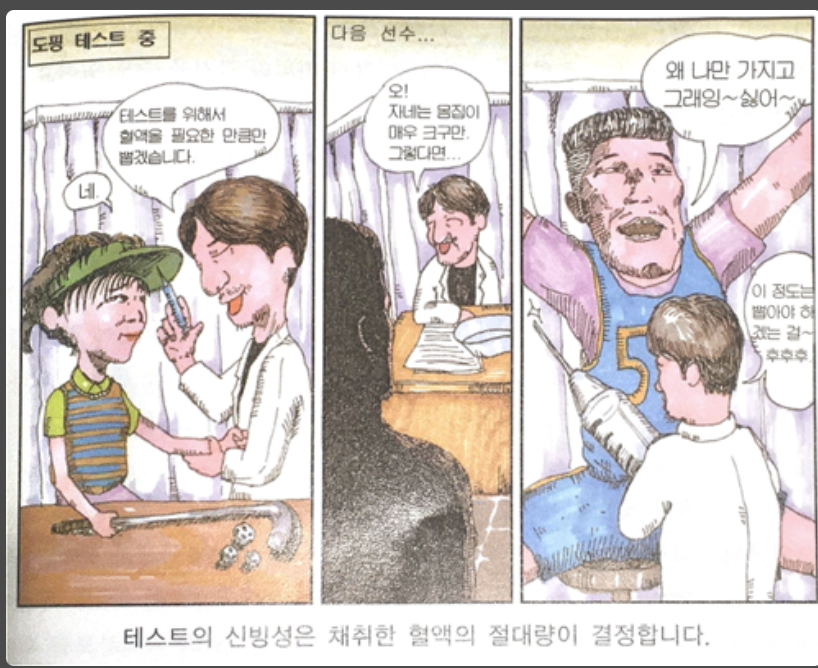 도핑 테스트 중
테스트를 위해서
혈액을 필요한 만큼만
뽑겠습니다.
네.
다음 선수...
오!
자네는 몸집이
매우 크구만.
그렇다면...
왜 나만 가지고
그래잉~싫어~
이 정도는
뽑아야 하
겠는 걸~
후후후
5
테스트의 신빙성은 채취한 혈액의 절대량이 결정합니다.